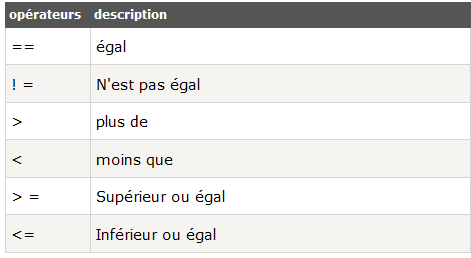 opérateurs description
== égal
! = N'est pas égal
> plus de
< moins que
> = Supérieur ou égal
<= Inférieur ou égal